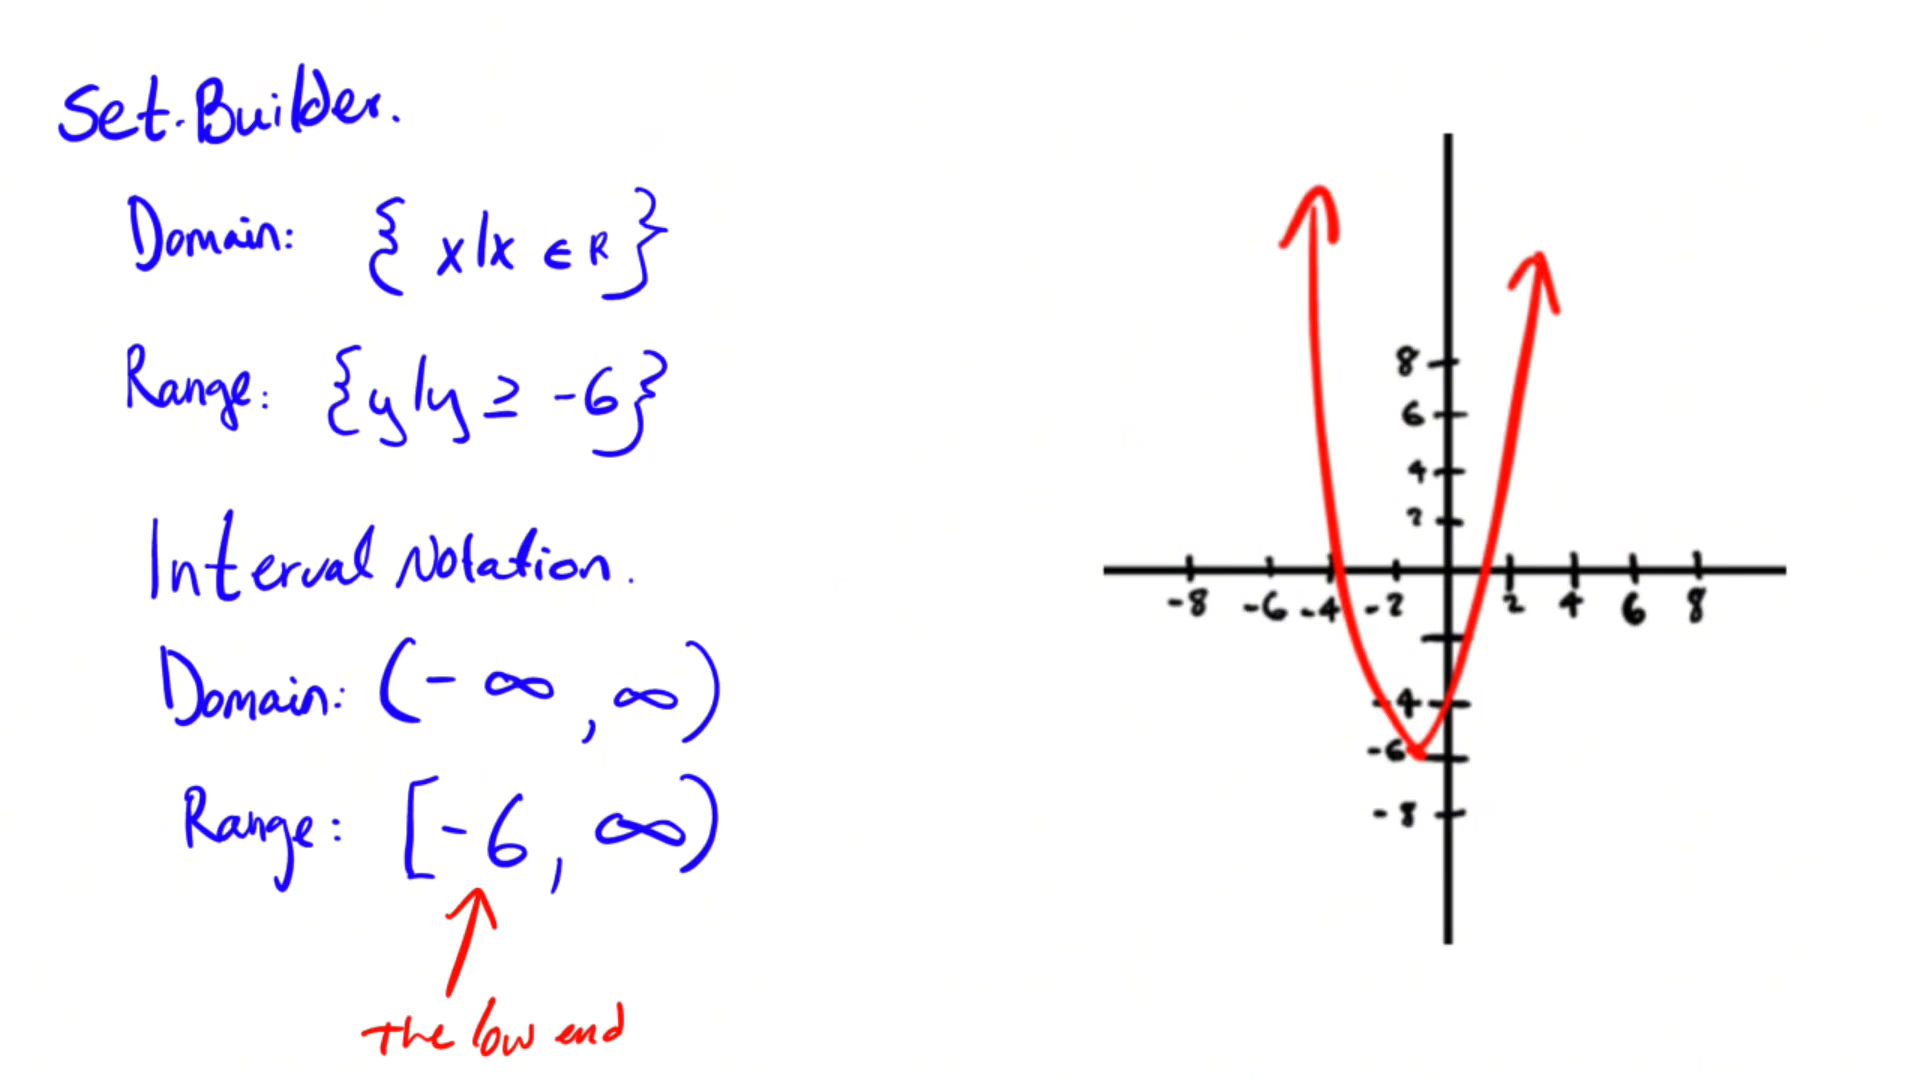 Set-Builder.
Domain: { x|x ∈ R }
Range: { y|y ≥ -6 }
Interval Notation.
Domain: (-∞, ∞)
Range: [-6, ∞)
the low end
8
6
4
2
-8 -6 -4 -2 2 4 6 8
-4
-6
-8